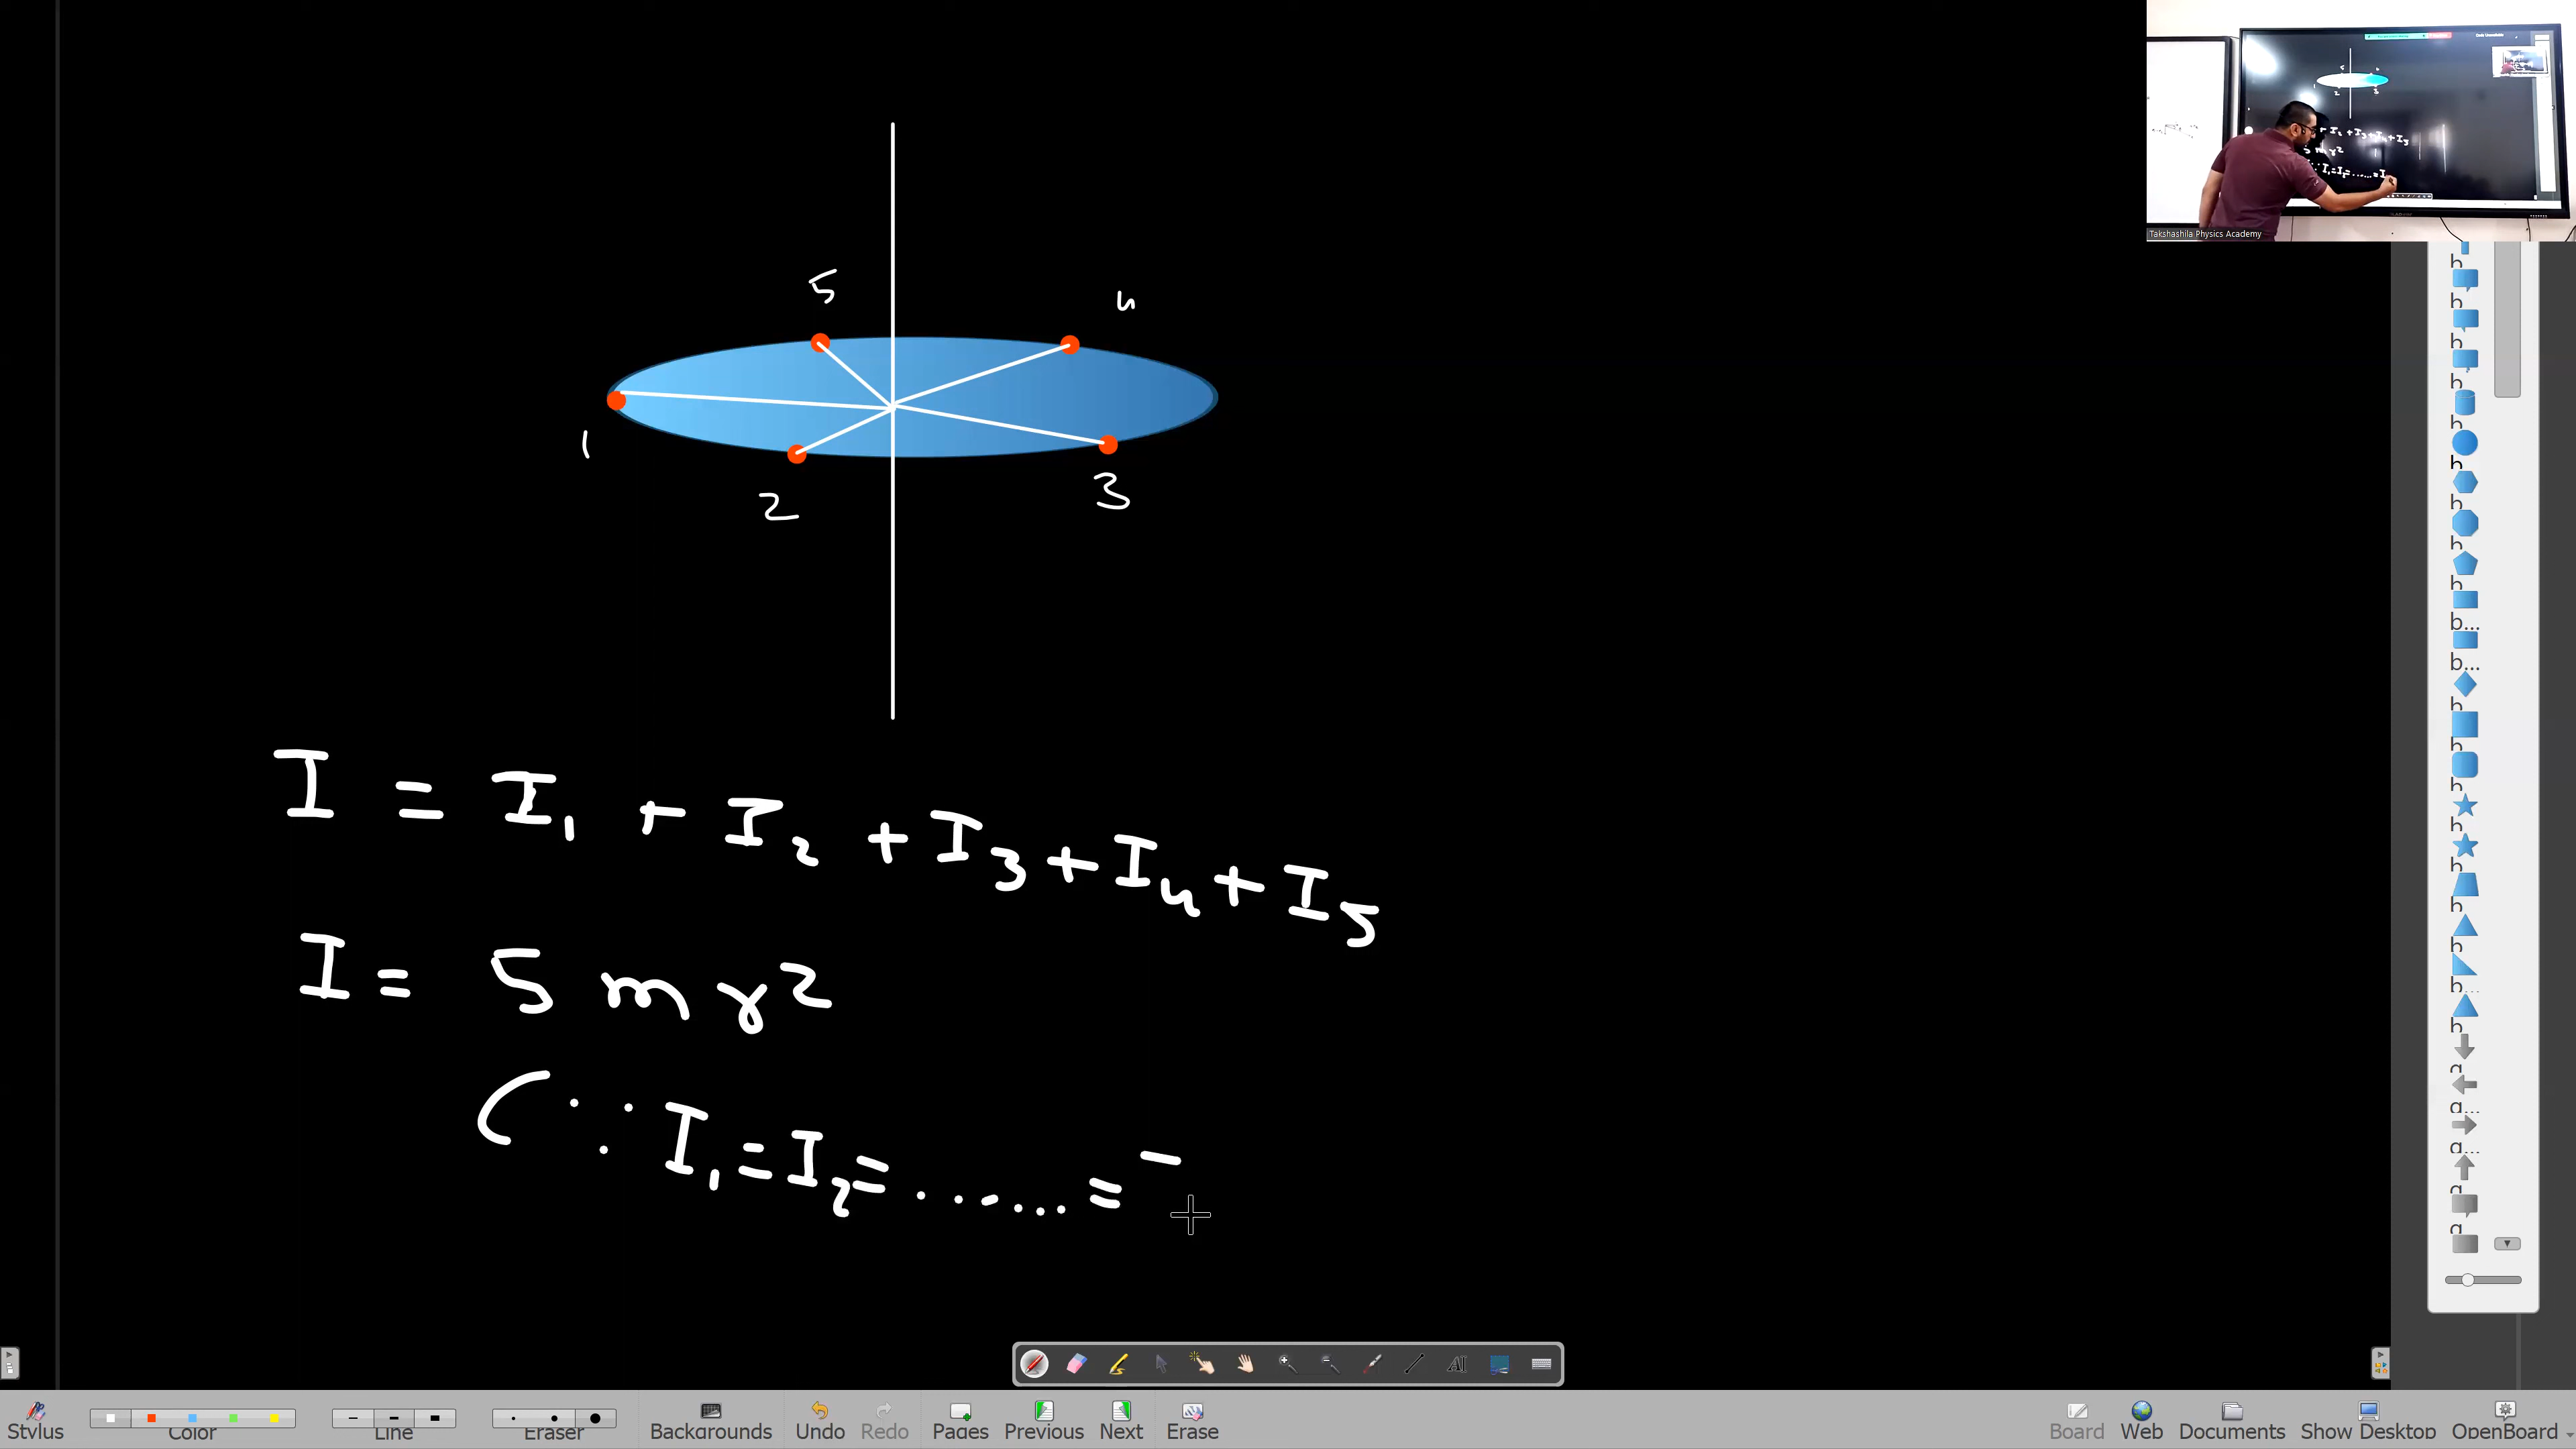 5
4
1
2
3
I = I₁ + I₂ + I₃ + I₄ + I₅
I = 5 m r²
( ∵ I₁ = I₂ = ....... =
Takshashila Physics Academy
b
b
b
b
b
b
b
b
b
b...
b...
b
b
b
b
b
b
b
b...
b
g
g...
g...
g
g
Stylus
Color
Line
Eraser
Backgrounds
Undo
Redo
Pages
Previous
Next
Erase
Board
Web
Documents
Show Desktop
OpenBoard